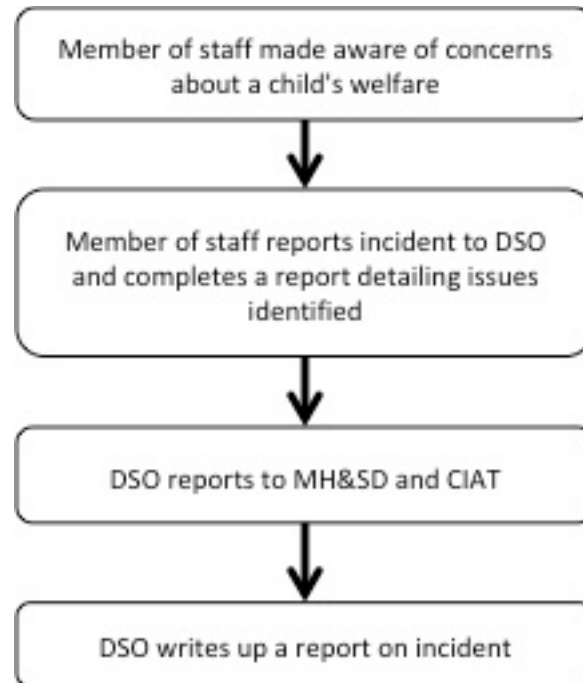 Member of staff made aware of concerns
about a child's welfare
Member of staff reports incident to DSO
and completes a report detailing issues
identified
DSO reports to MH&SD and CIAT
DSO writes up a report on incident